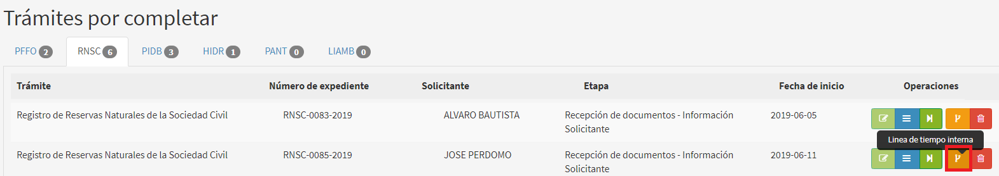 Trámites por completar
PFFO 2 RNSC 6 PIDB 3 HIDR 1 PANT 0 LIAMB 0
Trámite Número de expediente Solicitante Etapa Fecha de inicio Operaciones
Registro de Reservas Naturales de la Sociedad Civil RNSC-0083-2019 ALVARO BAUTISTA Recepción de documentos - Información 2019-06-05
Solicitante
Linea de tiempo interna
Registro de Reservas Naturales de la Sociedad Civil RNSC-0085-2019 JOSE PERDOMO Recepción de documentos - Información 2019-06-11
Solicitante